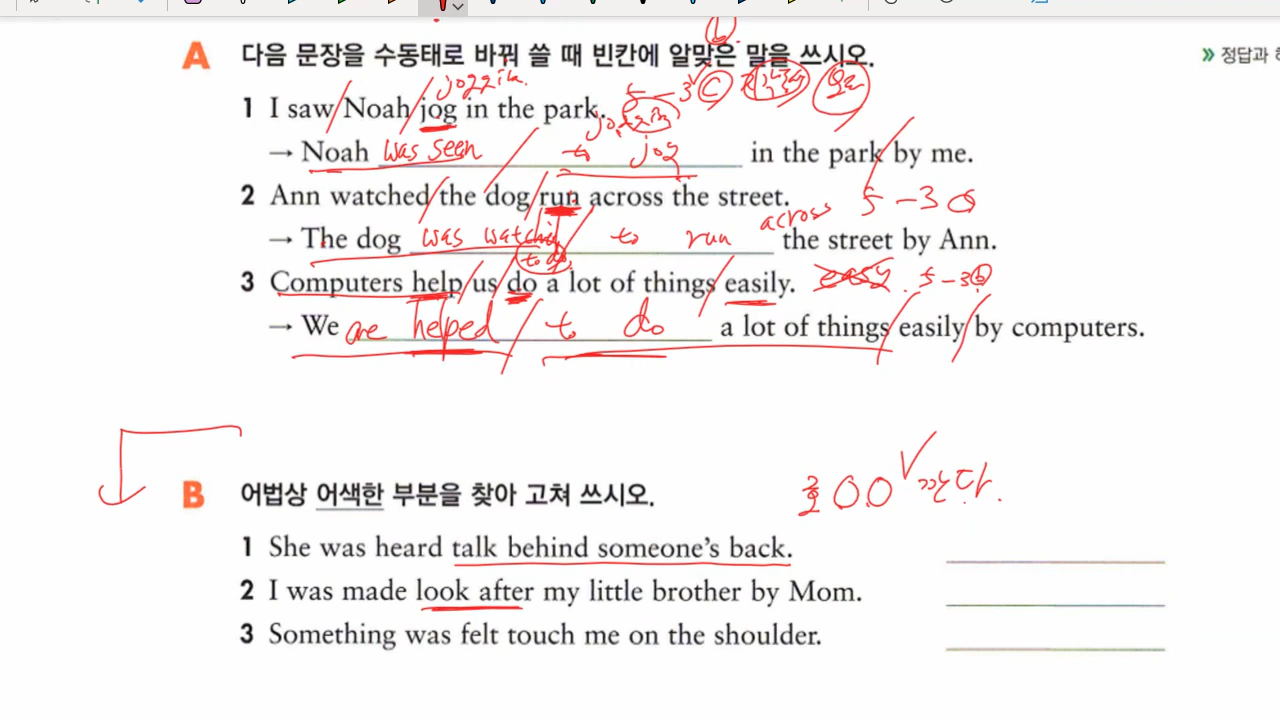 A 다음 문장을 수동태로 바꿔 쓸 때 빈칸에 알맞은 말을 쓰시오.
» 정답과
1 I saw Noah jog in the park.
→ Noah was seen to jog in the park by me.
2 Ann watched the dog run across the street.
across 5-3
→ The dog was to run the street by Ann.
to do
3 Computers help us do a lot of things easily. easy 5-3ⓑ
→ We are helped to do a lot of things easily by computers.
B 어법상 어색한 부분을 찾아 고쳐 쓰시오.
1 She was heard talk behind someone's back.
2 I was made look after my little brother by Mom.
3 Something was felt touch me on the shoulder.